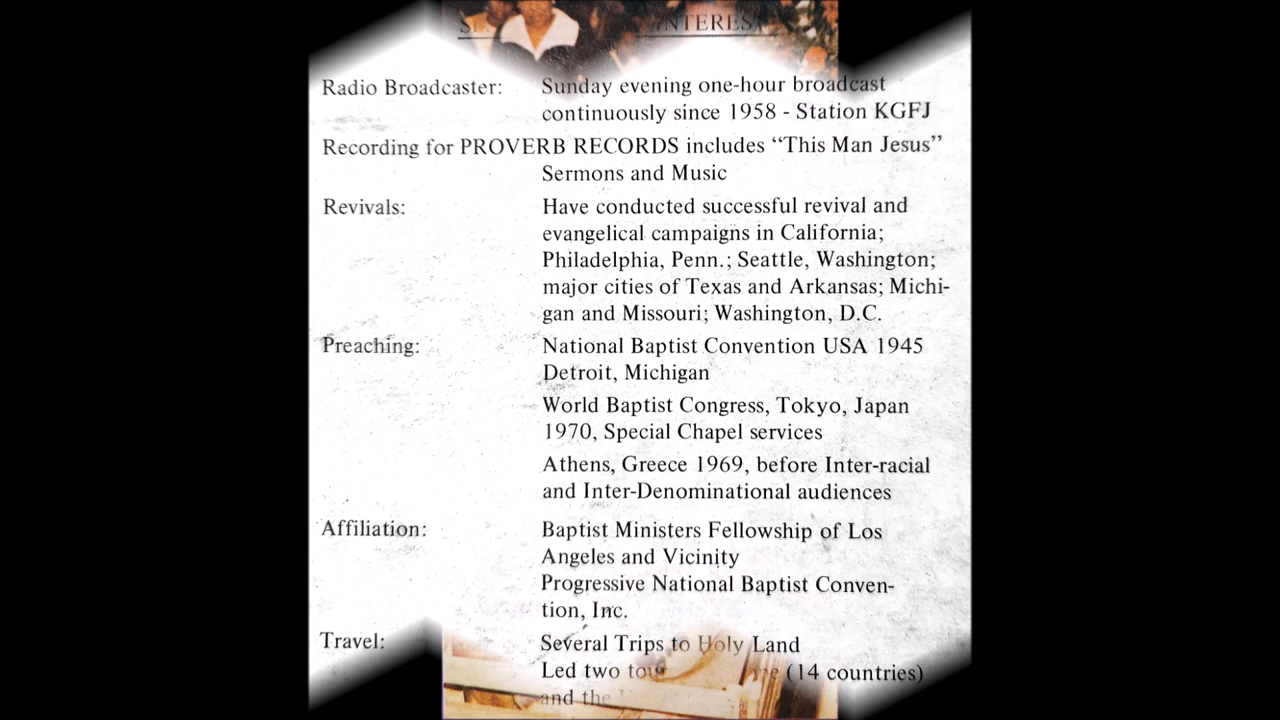 INTEREST
Radio Broadcaster: Sunday evening one-hour broadcast
continuously since 1958 - Station KGFJ
Recording for PROVERB RECORDS includes “This Man Jesus”
Sermons and Music
Revivals: Have conducted successful revival and
evangelical campaigns in California;
Philadelphia, Penn.; Seattle, Washington;
major cities of Texas and Arkansas; Michi-
gan and Missouri; Washington, D.C.
Preaching: National Baptist Convention USA 1945
Detroit, Michigan
World Baptist Congress, Tokyo, Japan
1970, Special Chapel services
Athens, Greece 1969, before Inter-racial
and Inter-Denominational audiences
Affiliation: Baptist Ministers Fellowship of Los
Angeles and Vicinity
Progressive National Baptist Conven-
tion, Inc.
Travel: Several Trips to Holy Land
Led two (14 countries)
and the